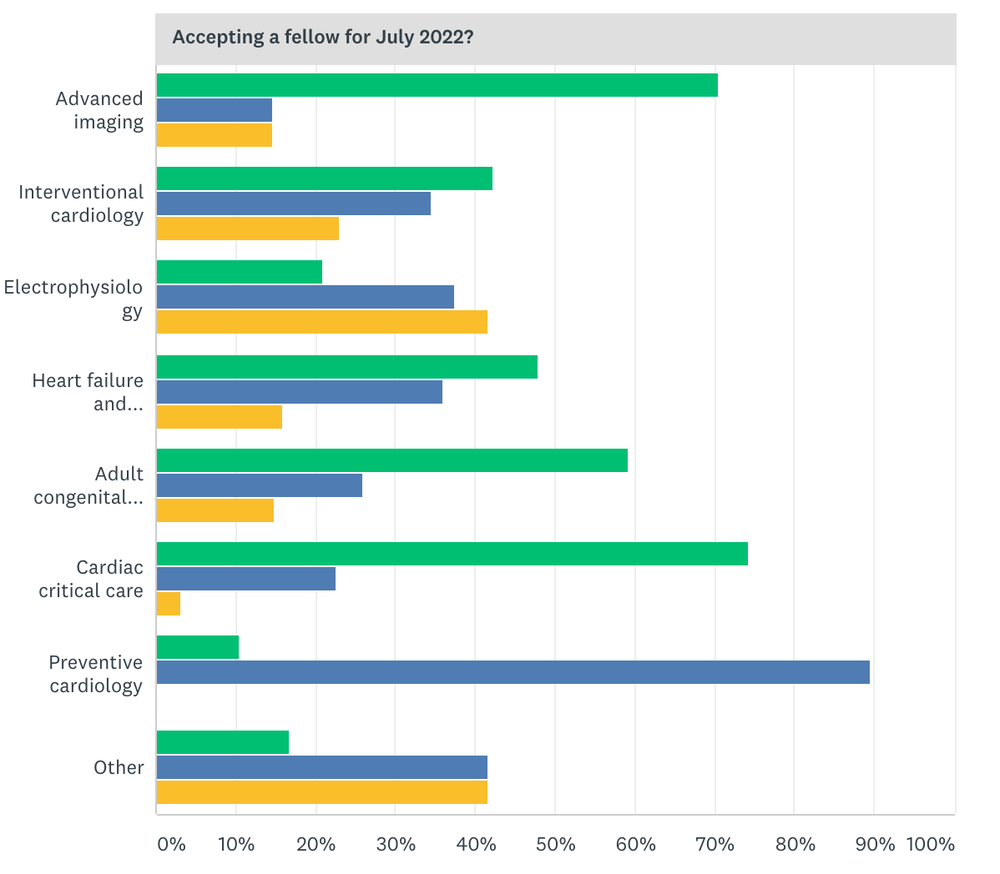 Accepting a fellow for July 2022?
Advanced
imaging
Interventional
cardiology
Electrophysiolo
gy
Heart failure
and...
Adult
congenital...
Cardiac
critical care
Preventive
cardiology
Other
0% 10% 20% 30% 40% 50% 60% 70% 80% 90% 100%